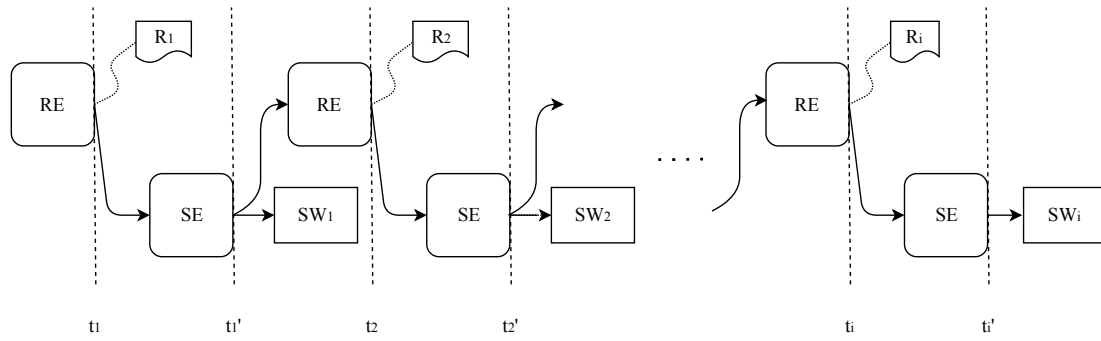 R₁ R₂ Rᵢ
RE RE RE
. . . .
SE SW₁ SE SW₂ SE SWᵢ
t₁ t₁' t₂ t₂' tᵢ tᵢ'